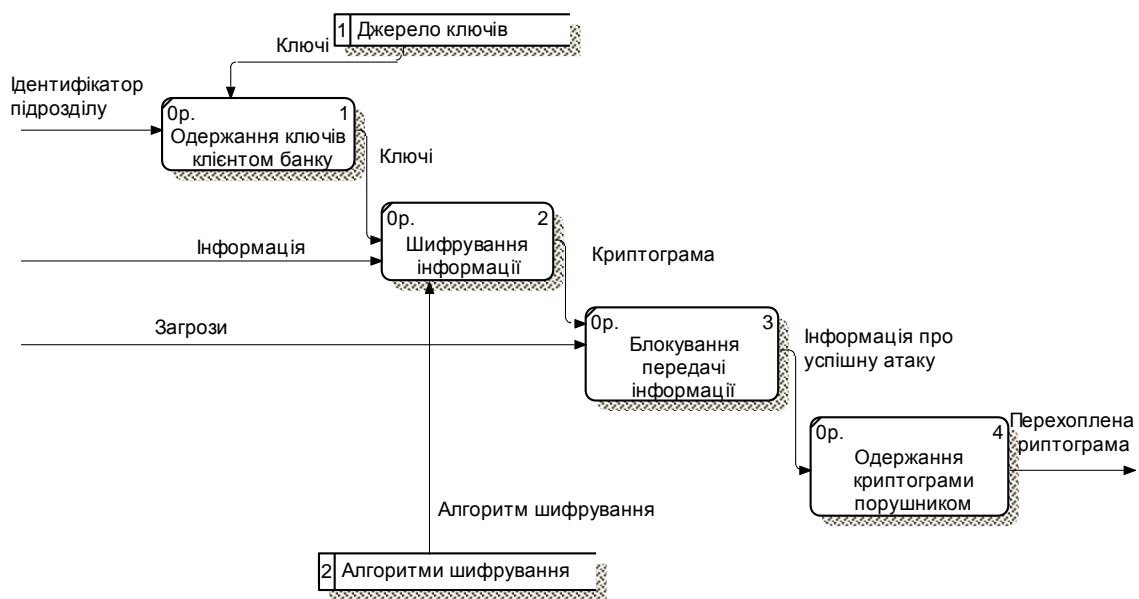 1 Джерело ключів
Ключі
Ідентифікатор
підрозділу
0р. 1
Одержання ключів
клієнтом банку
Ключі
0р. 2
Шифрування
інформації
Інформація
Криптограма
Загрози
0р. 3
Блокування
передачі
інформації
Інформація про
успішну атаку
0р. 4
Одержання
криптограми
порушником
Перехоплена
риптограма
Алгоритм шифрування
2 Алгоритми шифрування